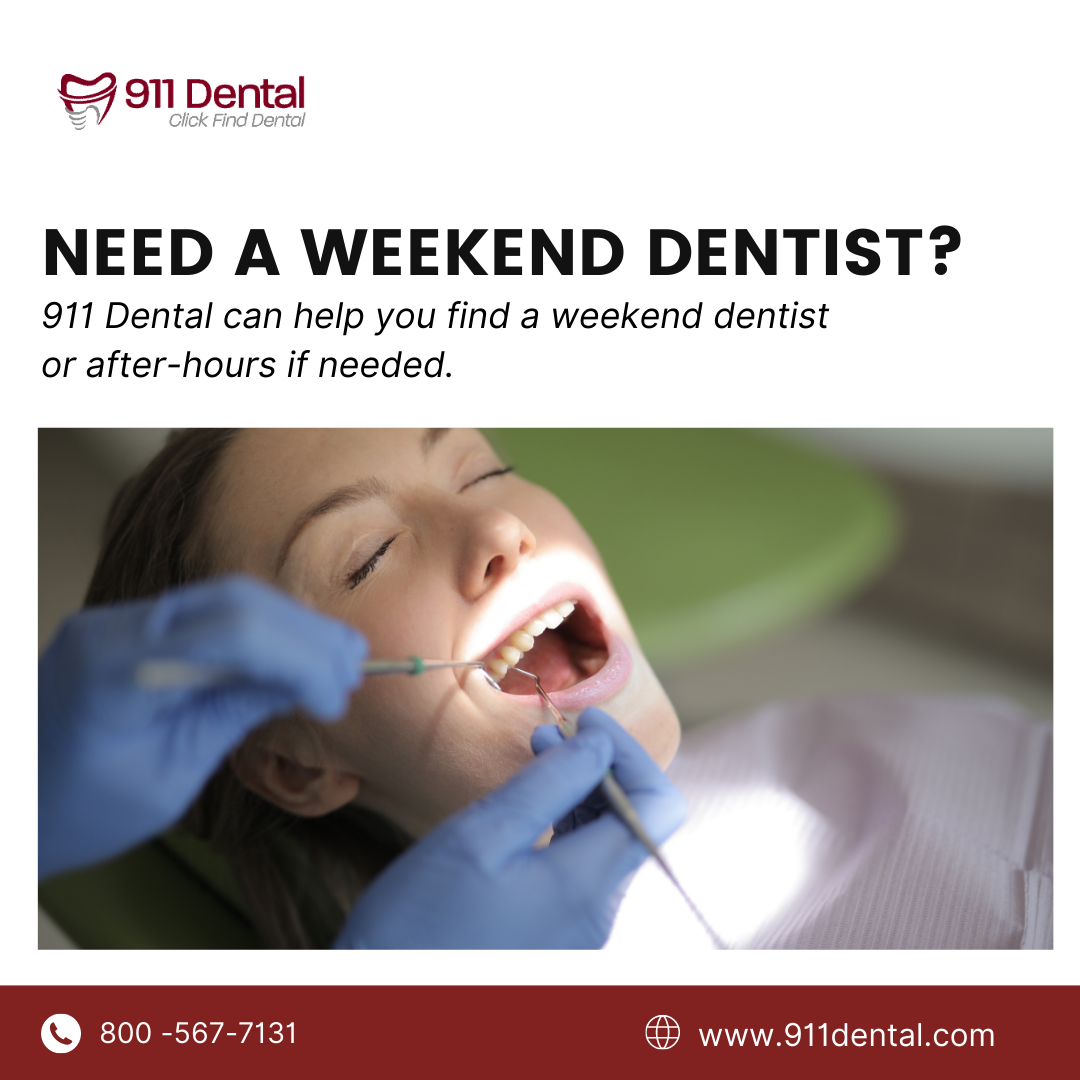 911 Dental
Click Find Dental
NEED A WEEKEND DENTIST?
911 Dental can help you find a weekend dentist
or after-hours if needed.
800 -567-7131
www.911dental.com